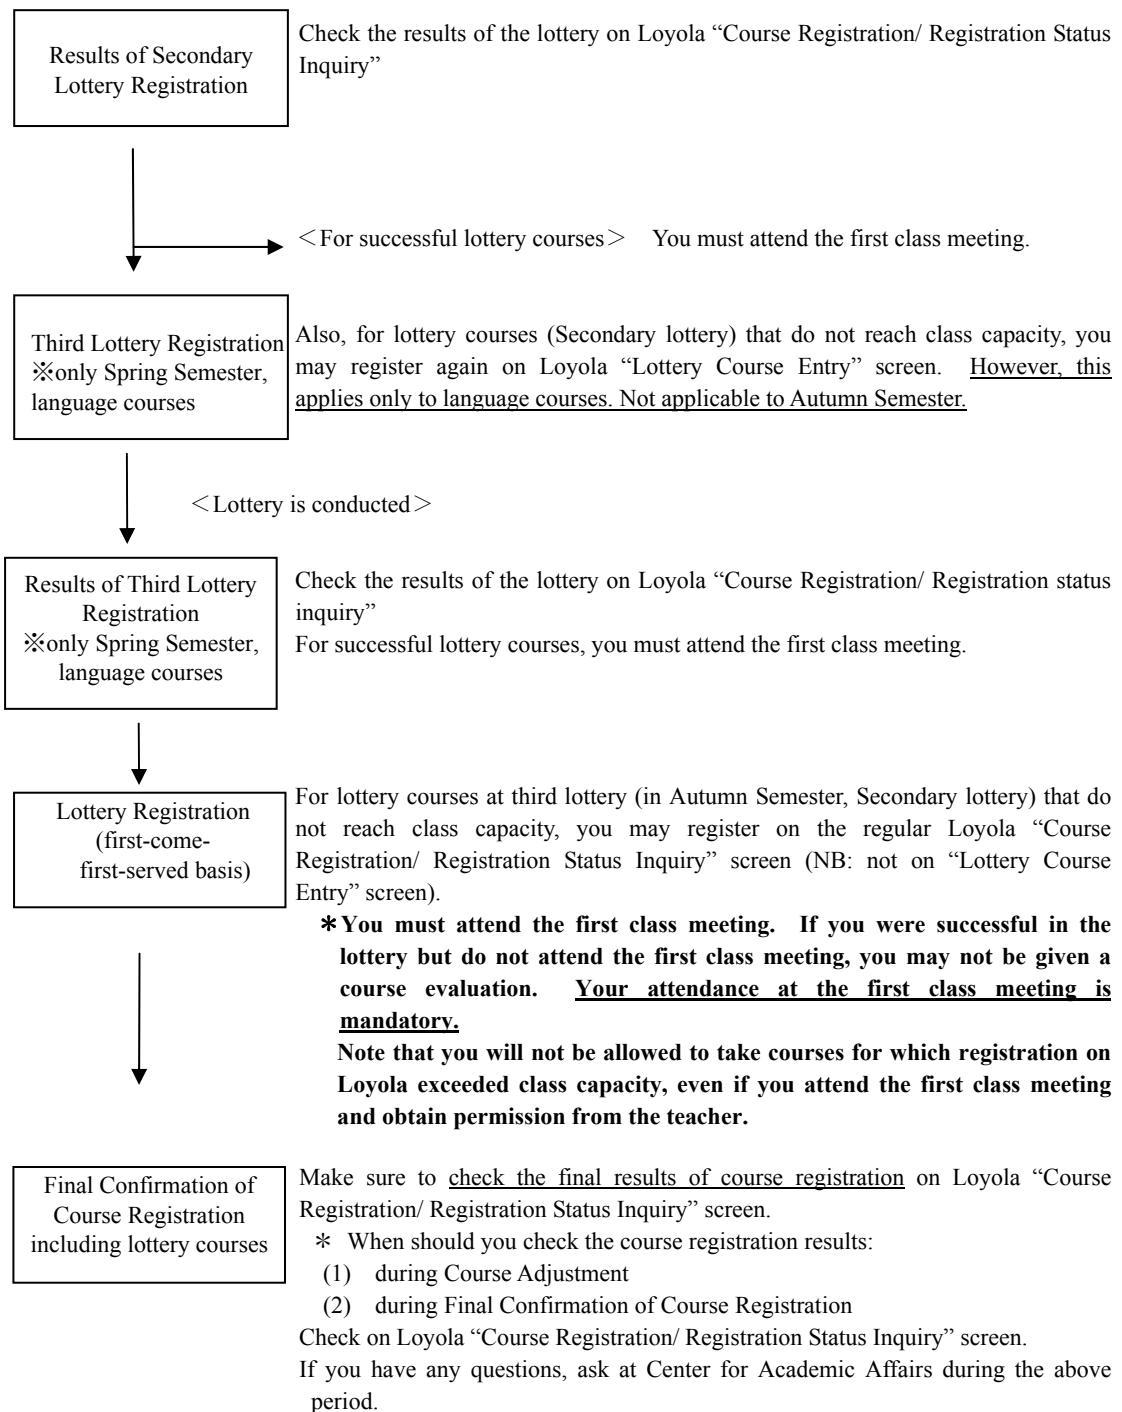 Results of Secondary
Lottery Registration
Check the results of the lottery on Loyola “Course Registration/ Registration Status
Inquiry”
＜For successful lottery courses＞ You must attend the first class meeting.
Third Lottery Registration
※only Spring Semester,
language courses
Also, for lottery courses (Secondary lottery) that do not reach class capacity, you
may register again on Loyola “Lottery Course Entry” screen. However, this
applies only to language courses. Not applicable to Autumn Semester.
＜Lottery is conducted＞
Results of Third Lottery
Registration
※only Spring Semester,
language courses
Check the results of the lottery on Loyola “Course Registration/ Registration status
inquiry”
For successful lottery courses, you must attend the first class meeting.
Lottery Registration
(first-come-
first-served basis)
For lottery courses at third lottery (in Autumn Semester, Secondary lottery) that do
not reach class capacity, you may register on the regular Loyola “Course
Registration/ Registration Status Inquiry” screen (NB: not on “Lottery Course
Entry” screen).
＊You must attend the first class meeting. If you were successful in the
lottery but do not attend the first class meeting, you may not be given a
course evaluation. Your attendance at the first class meeting is
mandatory.
Note that you will not be allowed to take courses for which registration on
Loyola exceeded class capacity, even if you attend the first class meeting
and obtain permission from the teacher.
Final Confirmation of
Course Registration
including lottery courses
Make sure to check the final results of course registration on Loyola “Course
Registration/ Registration Status Inquiry” screen.
＊ When should you check the course registration results:
(1) during Course Adjustment
(2) during Final Confirmation of Course Registration
Check on Loyola “Course Registration/ Registration Status Inquiry” screen.
If you have any questions, ask at Center for Academic Affairs during the above
period.